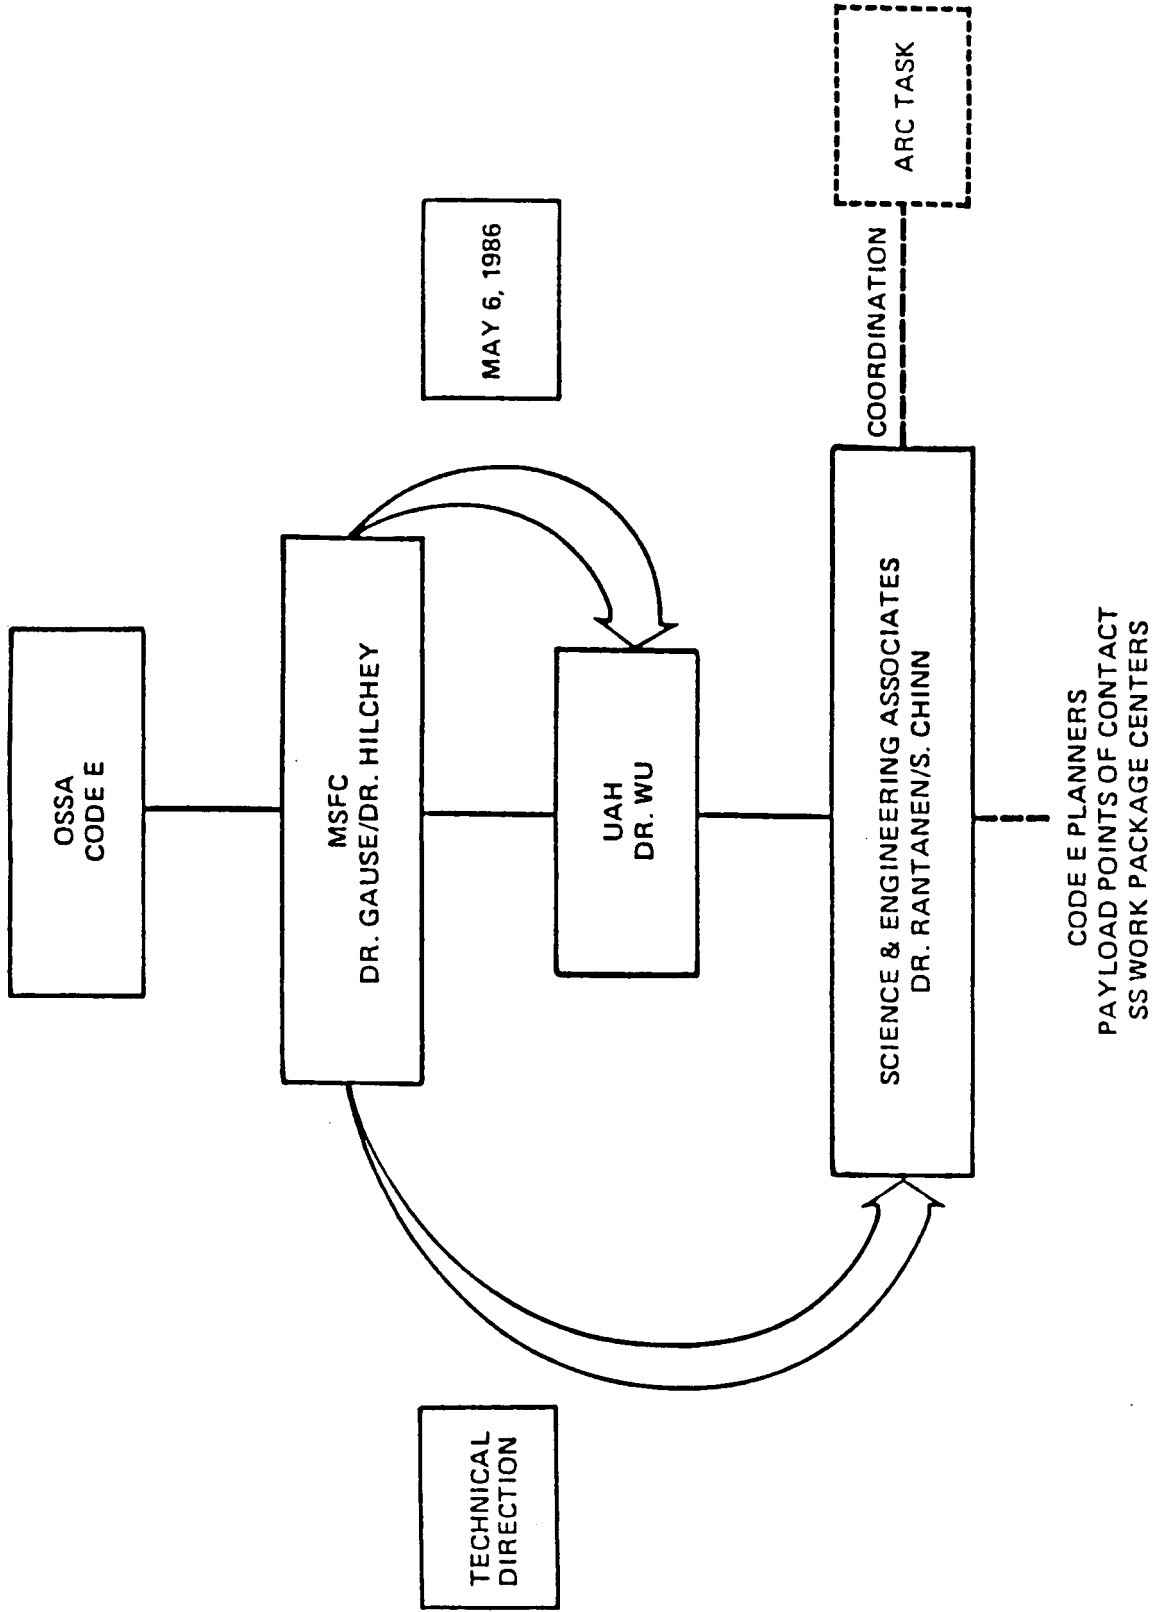 OSSA
CODE E
MSFC
DR. GAUSE/DR. HILCHEY
TECHNICAL
DIRECTION
MAY 6, 1986
UAH
DR. WU
SCIENCE & ENGINEERING ASSOCIATES
DR. RANTANEN/S. CHINN
COORDINATION
ARC TASK
CODE E PLANNERS
PAYLOAD POINTS OF CONTACT
SS WORK PACKAGE CENTERS